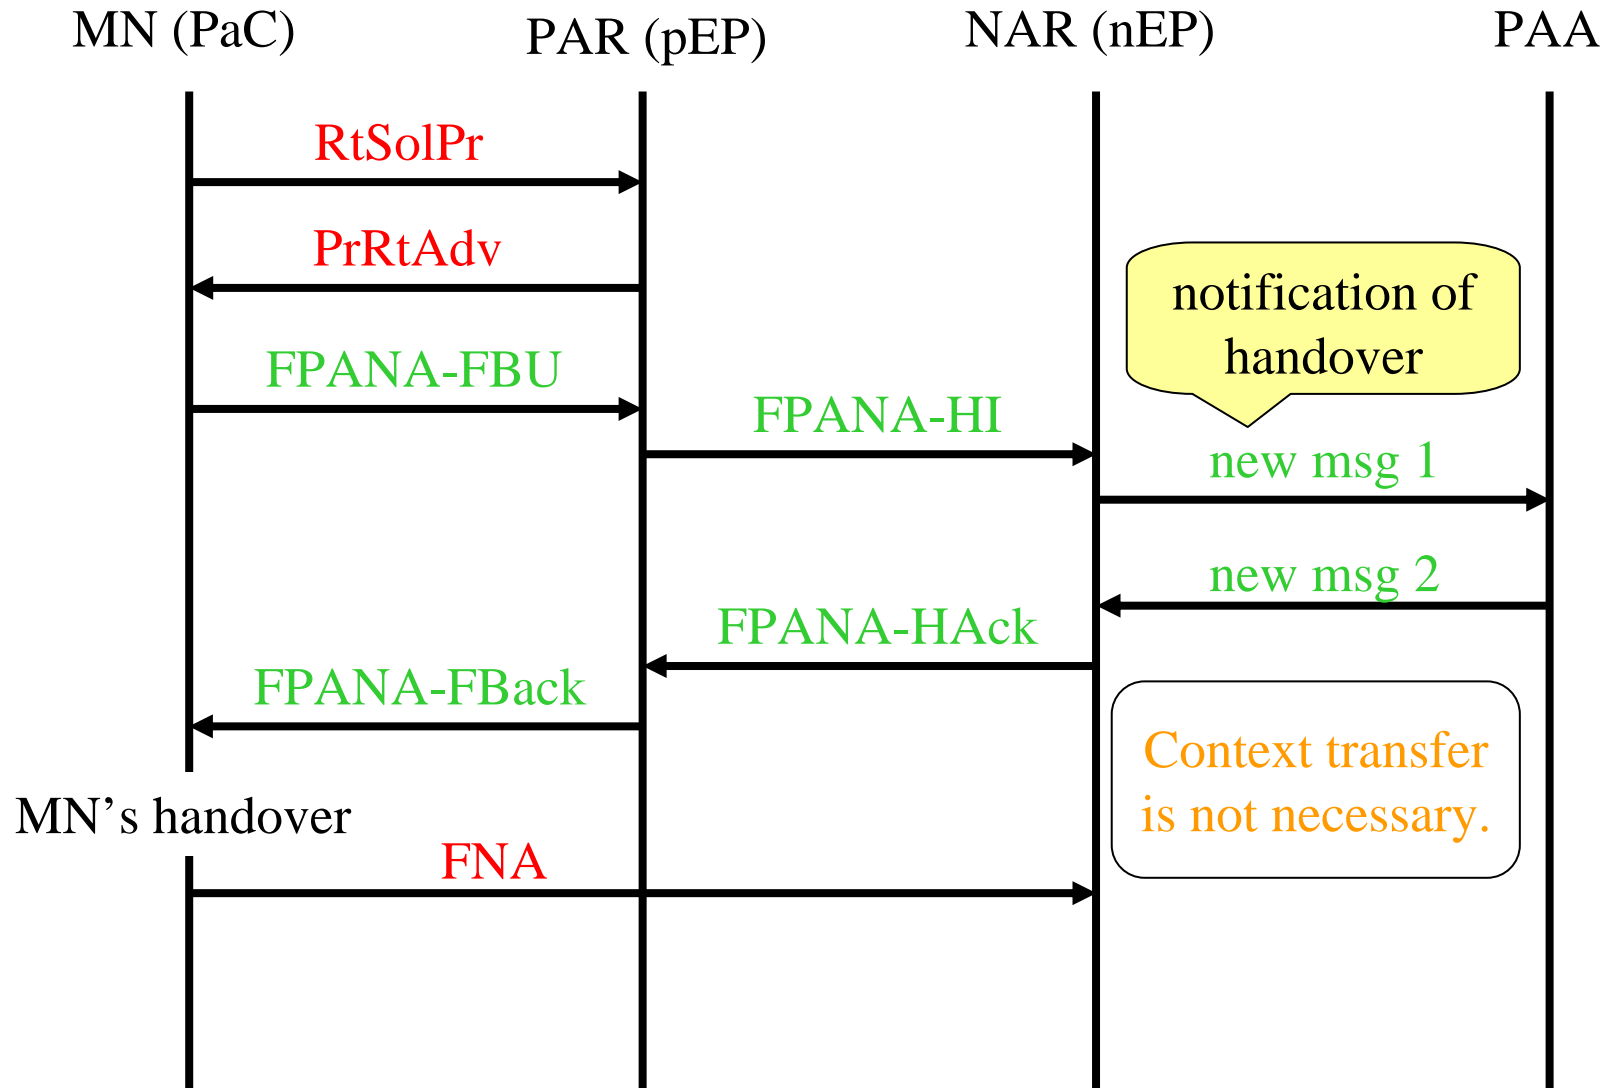 MN (PaC)
PAR (pEP)
NAR (nEP)
PAA
RtSolPr
PrRtAdv
notification of
handover
FPANA-FBU
FPANA-HI
new msg 1
new msg 2
FPANA-HAck
FPANA-FBack
Context transfer
is not necessary.
MN’s handover
FNA